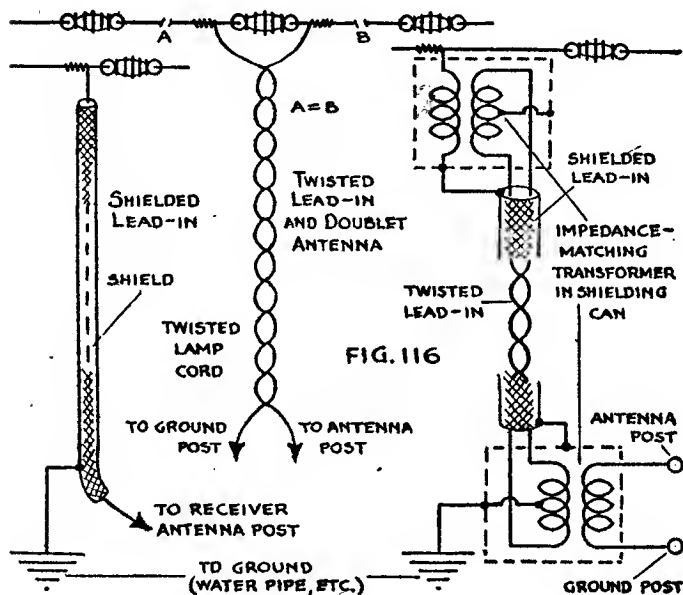 A
B
A=B
SHIELDED
LEAD-IN
SHIELD
TWISTED
LEAD-IN
AND DOUBLET
ANTENNA
TWISTED
LAMP
CORD
FIG. 116
TO GROUND
POST
TO ANTENNA
POST
TO RECEIVER
ANTENNA POST
TO GROUND
(WATER PIPE, ETC.)
SHIELDED
LEAD-IN
IMPEDANCE-
MATCHING
TRANSFORMER
IN SHIELDING
CAN
TWISTED
LEAD-IN
ANTENNA
POST
GROUND POST